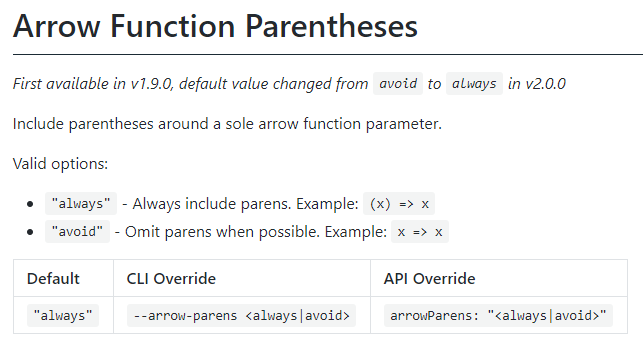 Arrow Function Parentheses
First available in v1.9.0, default value changed from avoid to always in v2.0.0
Include parentheses around a sole arrow function parameter.
Valid options:
• "always" - Always include parens. Example: (x) => x
• "avoid" - Omit parens when possible. Example: x => x
Default CLI Override API Override
"always" --arrow-parens <always|avoid> arrowParens: "<always|avoid>"